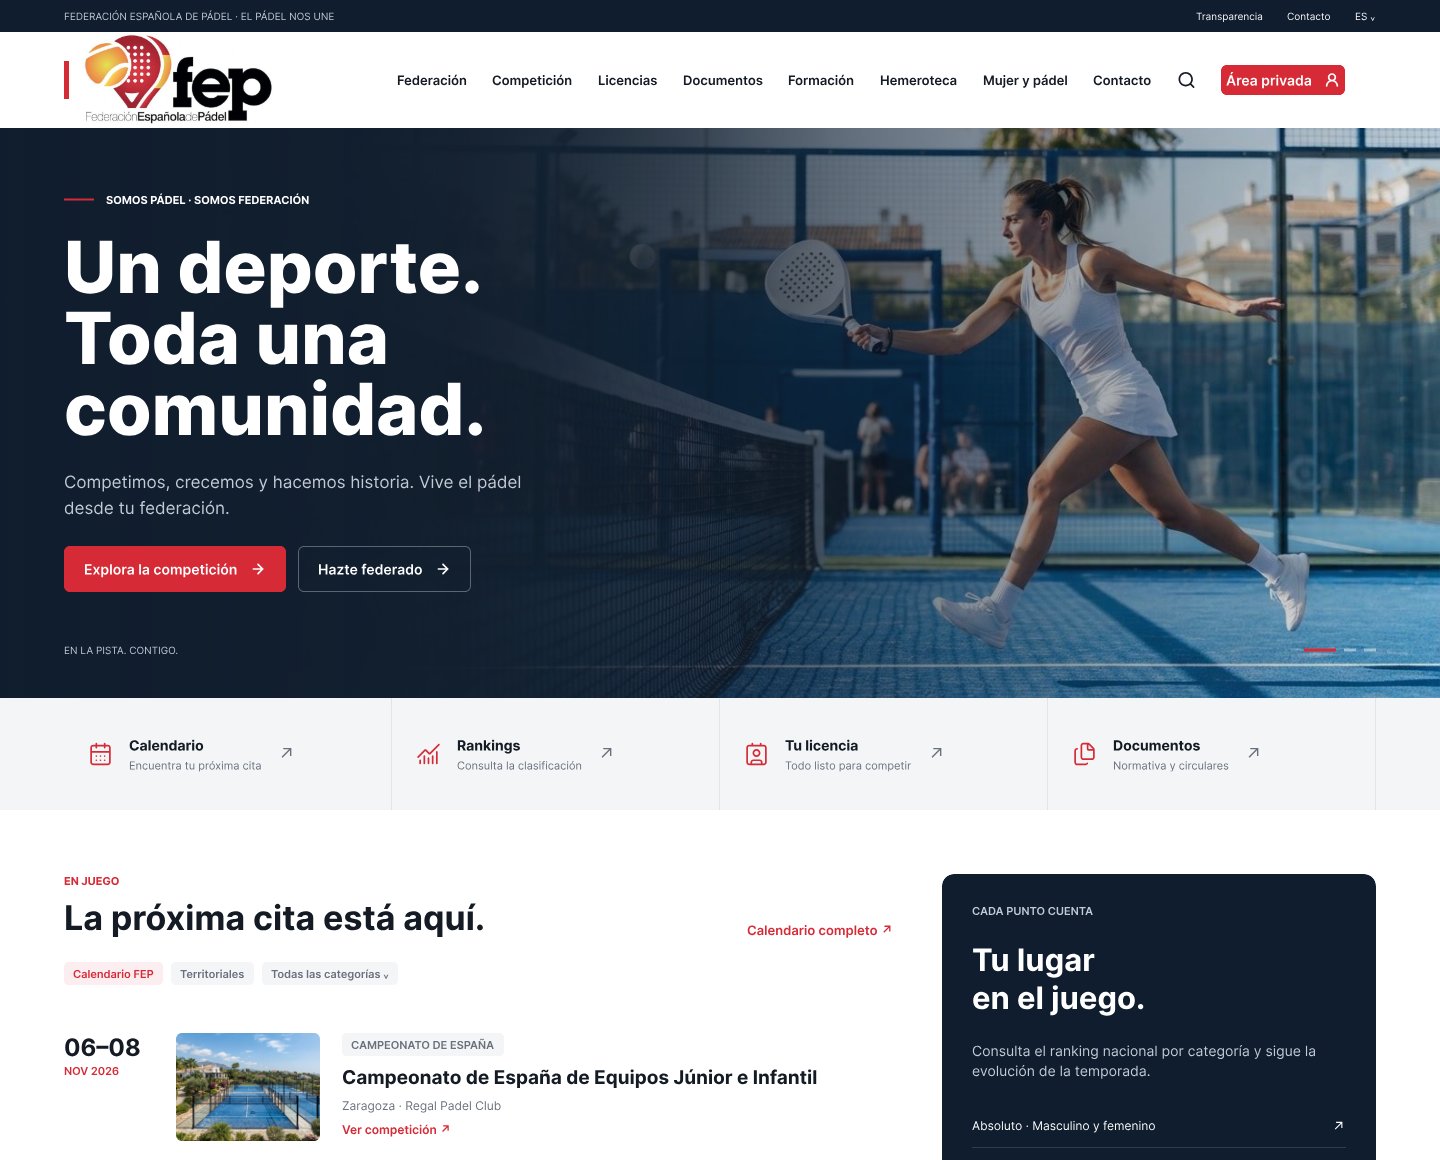 FEDERACIÓN ESPAÑOLA DE PÁDEL · EL PÁDEL NOS UNE
Transparencia
Contacto
ES
fep
FederaciónEspañoladePádel
Federación
Competición
Licencias
Documentos
Formación
Hemeroteca
Mujer y pádel
Contacto
Área privada
SOMOS PÁDEL · SOMOS FEDERACIÓN
Un deporte.
Toda una
comunidad.
Competimos, crecemos y hacemos historia. Vive el pádel
desde tu federación.
Explora la competición
Hazte federado
EN LA PISTA. CONTIGO.
Calendario
Encuentra tu próxima cita
Rankings
Consulta la clasificación
Tu licencia
Todo listo para competir
Documentos
Normativa y circulares
EN JUEGO
La próxima cita está aquí.
Calendario completo
Calendario FEP
Territoriales
Todas las categorías
06–08
NOV 2026
CAMPEONATO DE ESPAÑA
Campeonato de España de Equipos Júnior e Infantil
Zaragoza · Regal Padel Club
Ver competición
CADA PUNTO CUENTA
Tu lugar
en el juego.
Consulta el ranking nacional por categoría y sigue la
evolución de la temporada.
Absoluto · Masculino y femenino